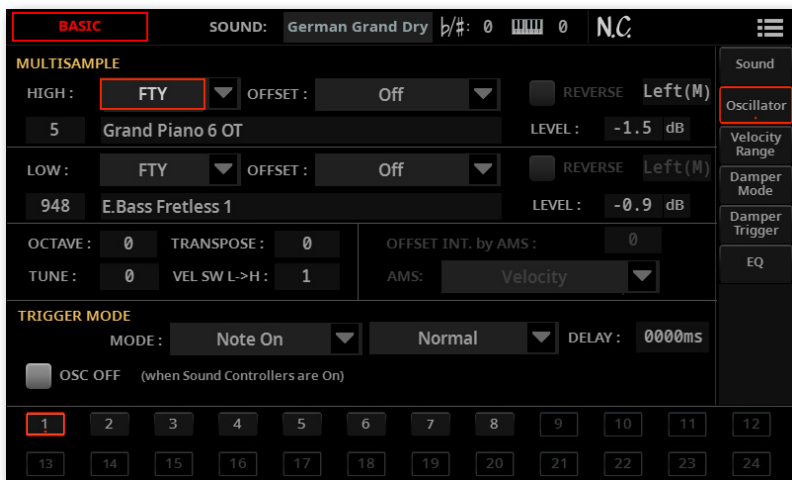 BASIC SOUND: German Grand Dry ♭/#: 0 0 N.C.
MULTISAMPLE
HIGH : FTY OFFSET : Off REVERSE Left(M)
5 Grand Piano 6 OT LEVEL : -1.5 dB
LOW : FTY OFFSET : Off REVERSE Left(M)
948 E.Bass Fretless 1 LEVEL : -0.9 dB
OCTAVE : 0 TRANSPOSE : 0 OFFSET INT. by AMS : 0
TUNE : 0 VEL SW L->H : 1 AMS: Velocity
TRIGGER MODE
MODE : Note On Normal DELAY : 0000ms
OSC OFF (when Sound Controllers are On)
Sound
Oscillator
Velocity
Range
Damper
Mode
Damper
Trigger
EQ
1 2 3 4 5 6 7 8 9 10 11 12
13 14 15 16 17 18 19 20 21 22 23 24